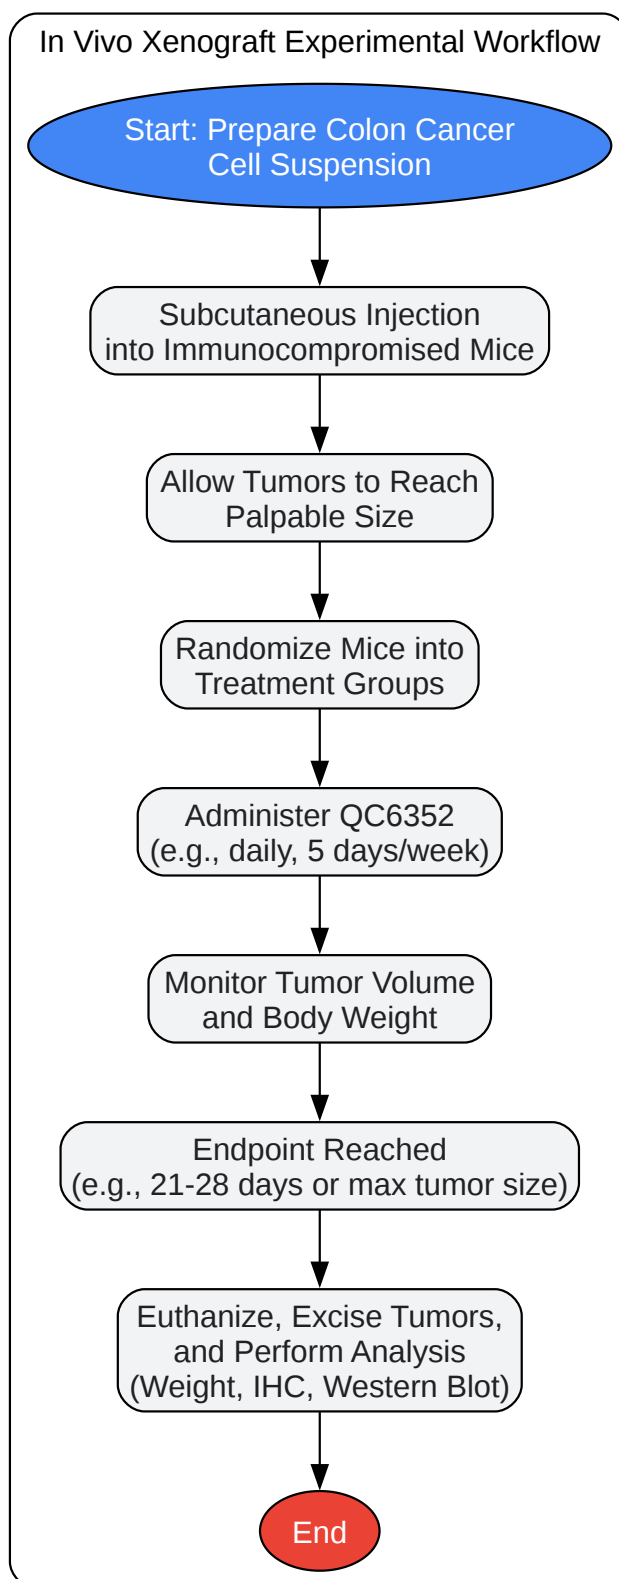 In Vivo Xenograft Experimental Workflow
Start: Prepare Colon Cancer
Cell Suspension
Subcutaneous Injection
into Immunocompromised Mice
Allow Tumors to Reach
Palpable Size
Randomize Mice into
Treatment Groups
Administer QC6352
(e.g., daily, 5 days/week)
Monitor Tumor Volume
and Body Weight
Endpoint Reached
(e.g., 21-28 days or max tumor size)
Euthanize, Excise Tumors,
and Perform Analysis
(Weight, IHC, Western Blot)
End